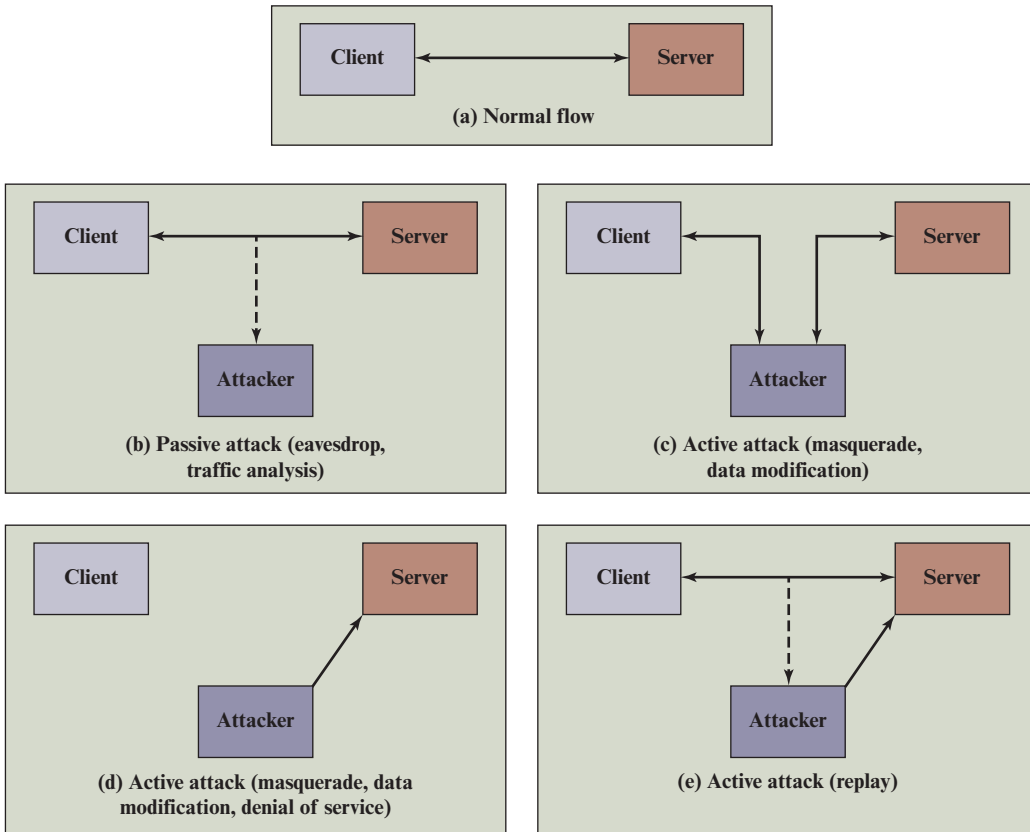 Client
Server
(a) Normal flow
Client
Server
Attacker
(b) Passive attack (eavesdrop,
traffic analysis)
Client
Server
Attacker
(c) Active attack (masquerade,
data modification)
Client
Server
Attacker
(d) Active attack (masquerade, data
modification, denial of service)
Client
Server
Attacker
(e) Active attack (replay)